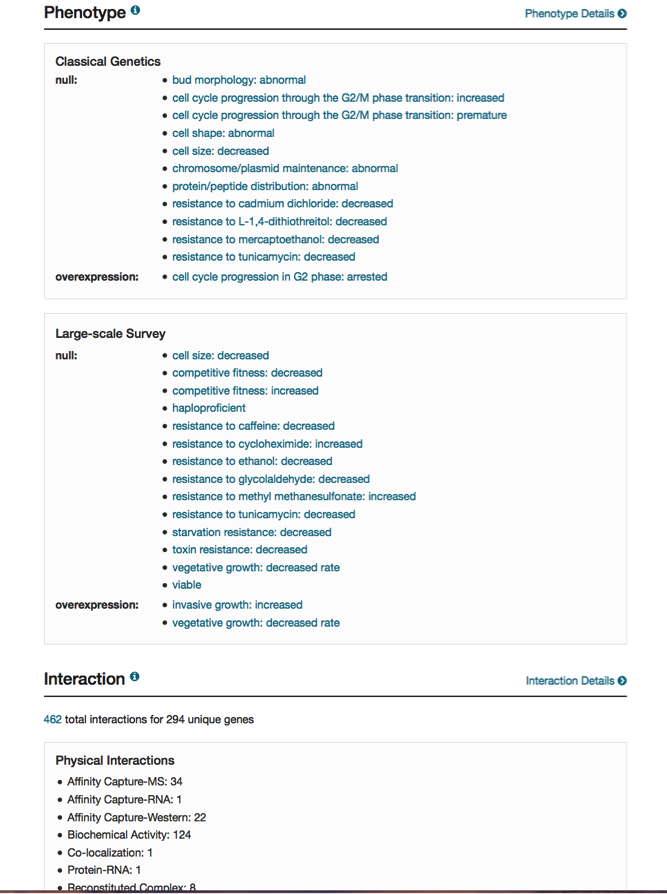 Phenotype
Phenotype Details
Classical Genetics
null:
• bud morphology: abnormal
• cell cycle progression through the G2/M phase transition: increased
• cell cycle progression through the G2/M phase transition: premature
• cell shape: abnormal
• cell size: decreased
• chromosome/plasmid maintenance: abnormal
• protein/peptide distribution: abnormal
• resistance to cadmium dichloride: decreased
• resistance to L-1,4-dithiothreitol: decreased
• resistance to mercaptoethanol: decreased
• resistance to tunicamycin: decreased
overexpression:
• cell cycle progression in G2 phase: arrested
Large-scale Survey
null:
• cell size: decreased
• competitive fitness: decreased
• competitive fitness: increased
• haploproficient
• resistance to caffeine: decreased
• resistance to cycloheximide: increased
• resistance to ethanol: decreased
• resistance to glycolaldehyde: decreased
• resistance to methyl methanesulfonate: increased
• resistance to tunicamycin: decreased
• starvation resistance: decreased
• toxin resistance: decreased
• vegetative growth: decreased rate
• viable
overexpression:
• invasive growth: increased
• vegetative growth: decreased rate
Interaction
Interaction Details
462 total interactions for 294 unique genes
Physical Interactions
• Affinity Capture-MS: 34
• Affinity Capture-RNA: 1
• Affinity Capture-Western: 22
• Biochemical Activity: 124
• Co-localization: 1
• Protein-RNA: 1
• Reconstituted Complex: 8